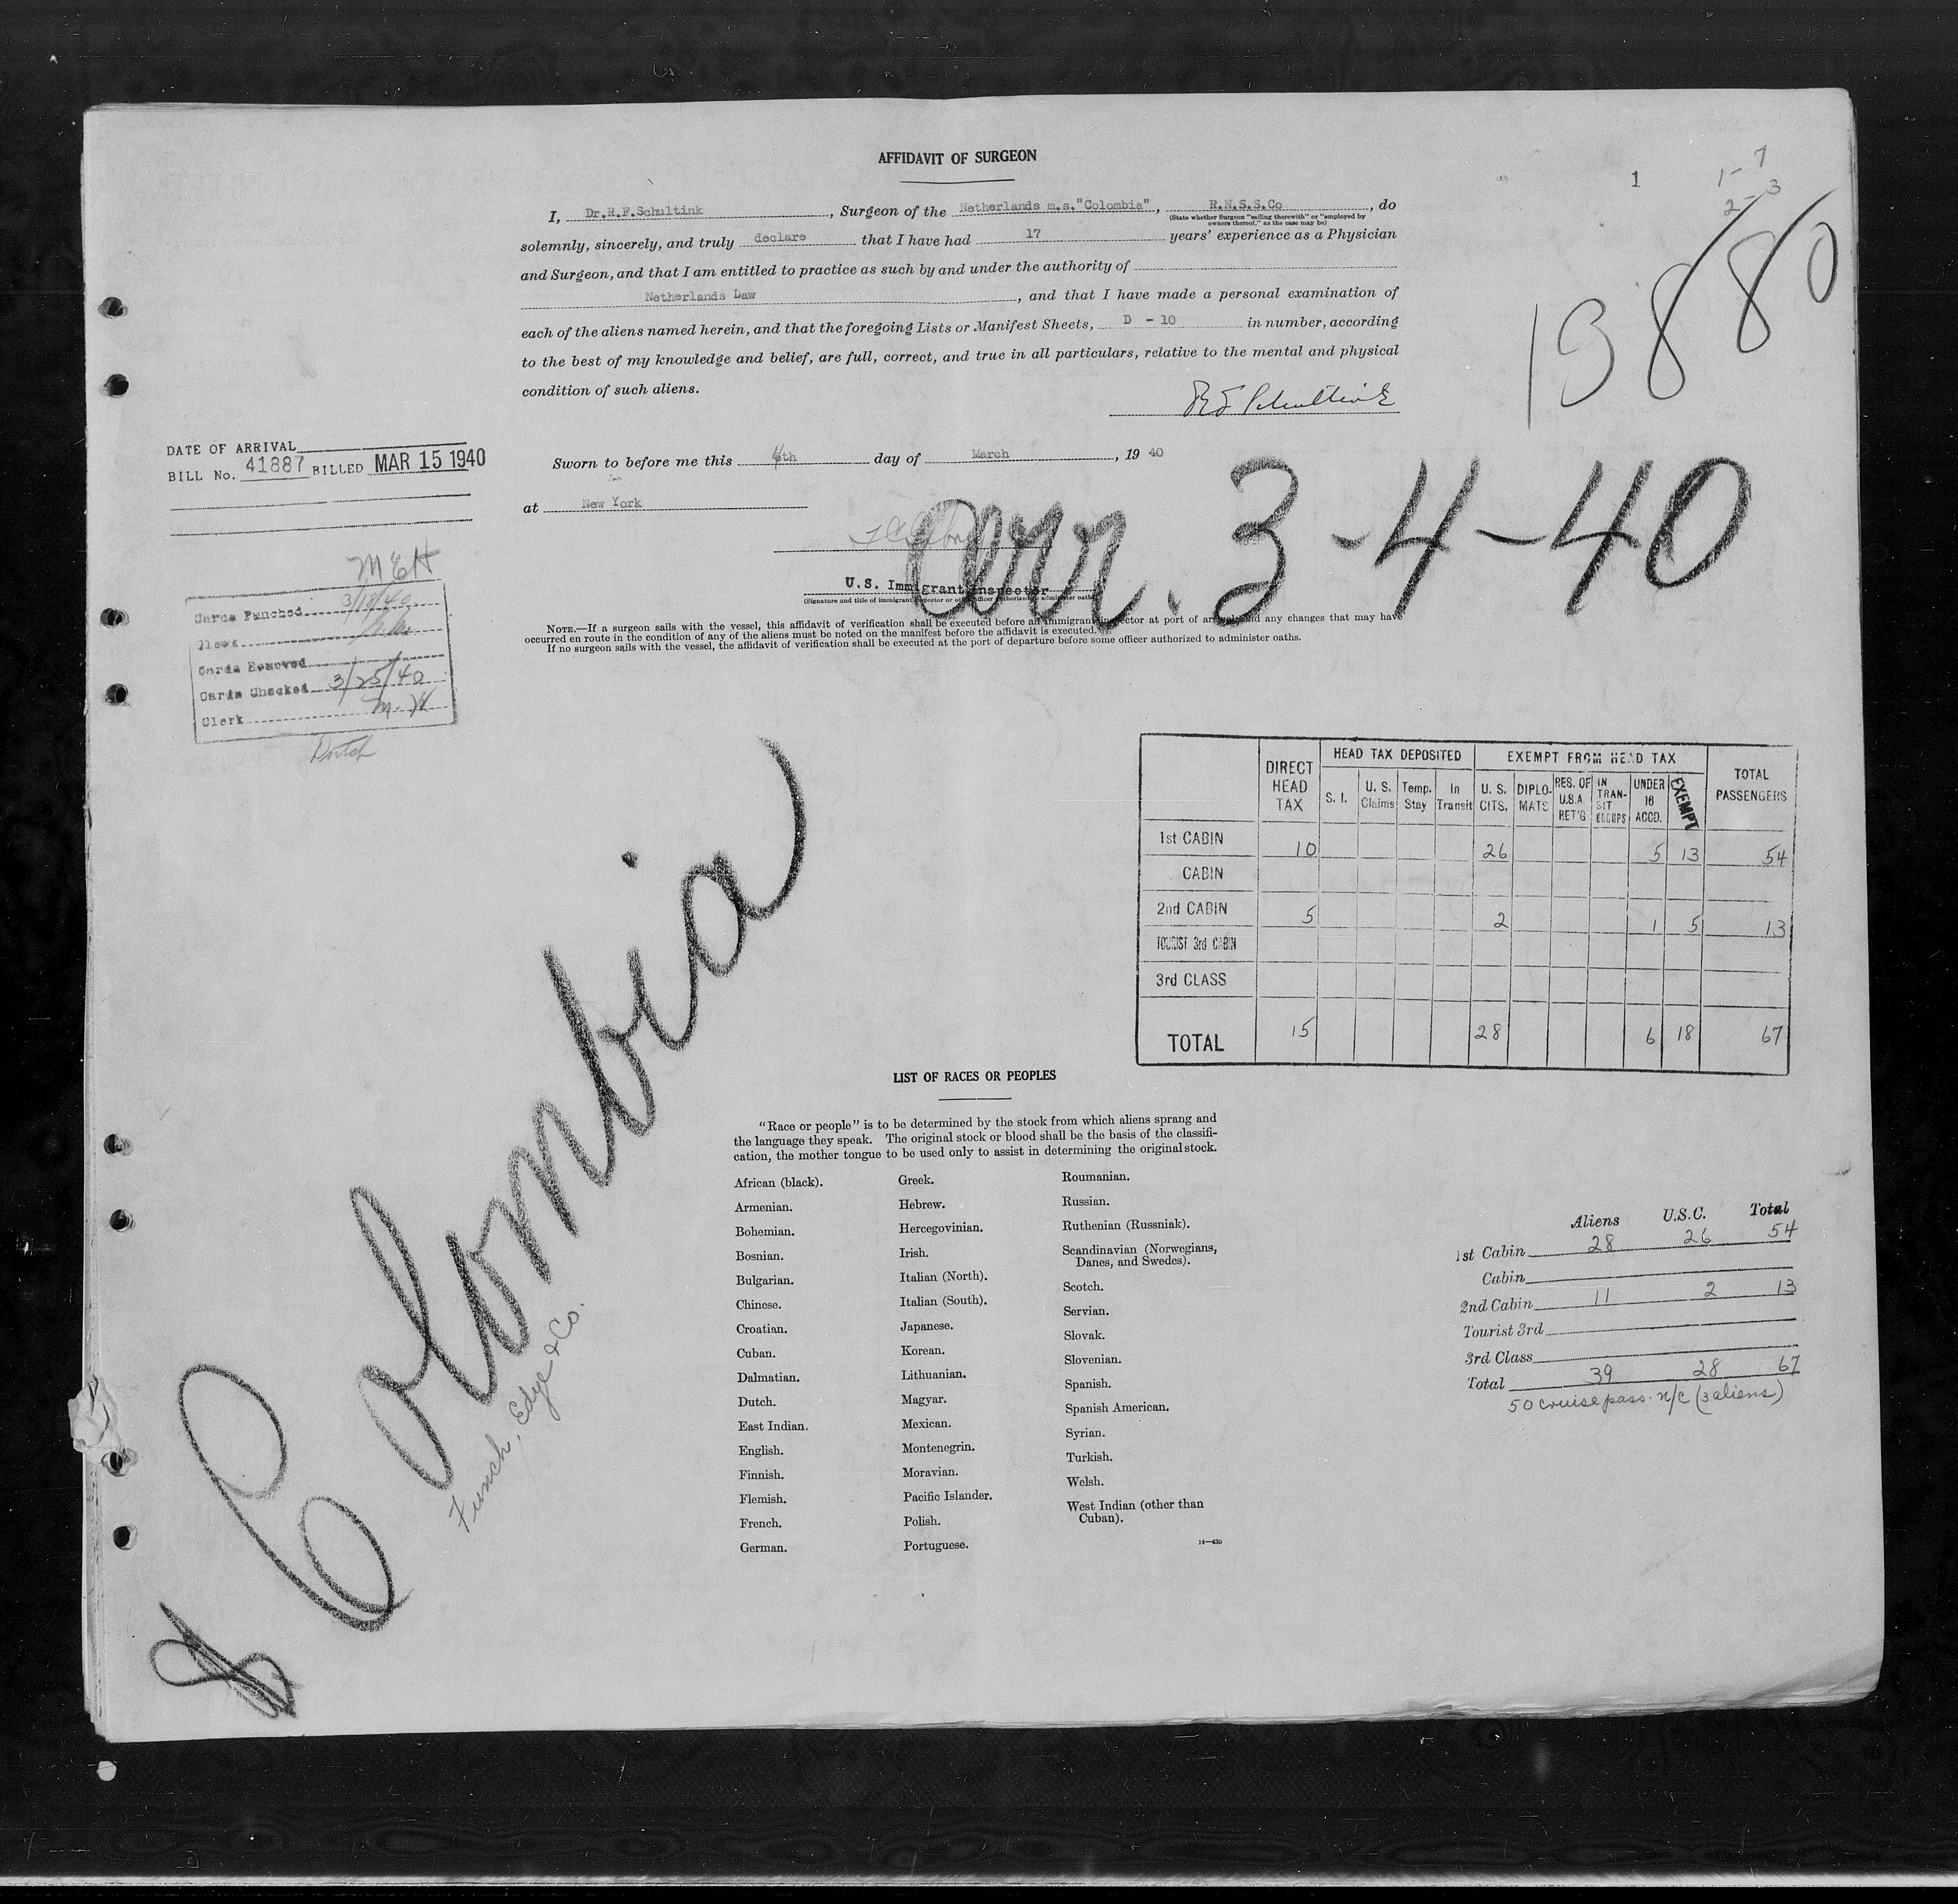 AFFIDAVIT OF SURGEON
1
1- 7
2- 3
13880
I, Dr.R.F.Schultink, Surgeon of the Netherlands m.s."Colombia", R.N.S.S.Co, do
(State whether Surgeon "sailing therewith" or "employed by
owners thereof," as the case may be)
solemnly, sincerely, and truly declare that I have had 17 years' experience as a Physician
and Surgeon, and that I am entitled to practice as such by and under the authority of
Netherlands Law, and that I have made a personal examination of
each of the aliens named herein, and that the foregoing Lists or Manifest Sheets, D - 10 in number, according
to the best of my knowledge and belief, are full, correct, and true in all particulars, relative to the mental and physical
condition of such aliens.
R F Schultink
DATE OF ARRIVAL
BILL No. 41887 BILLED MAR 15 1940
Sworn to before me this th day of March, 19 40
at New York
arr. 3-4-40
U.S. Immigrant Inspector
(Signature and title of immigrant inspector or other officer authorized to administer oaths)
NOTE.—If a surgeon sails with the vessel, this affidavit of verification shall be executed before an immigrant inspector at port of arrival, and any changes that may have
occurred en route in the condition of any of the aliens must be noted on the manifest before the affidavit is executed.
If no surgeon sails with the vessel, the affidavit of verification shall be executed at the port of departure before some officer authorized to administer oaths.
MEH
Cards Punched 3/18/40
Clerk
Cards Removed
Cards Checked 3/25/40
Clerk M.H
Dutch
HEAD TAX DEPOSITED EXEMPT FROM HEAD TAX
DIRECT HEAD TAX S. I. U. S. Claims Temp. Stay In Transit U. S. CITS. DIPLO-MATS RES. OF U.S.A RET'G IN TRAN-SIT GROUPS UNDER 16 ACCD. EXEMPT TOTAL PASSENGERS
1st CABIN 10 26 5 13 54
CABIN
2nd CABIN 5 2 1 5 13
TOURIST 3rd CABIN
3rd CLASS
TOTAL 15 28 6 18 67
Colombia
Funch, Edye & Co.
LIST OF RACES OR PEOPLES
"Race or people" is to be determined by the stock from which aliens sprang and
the language they speak. The original stock or blood shall be the basis of the classifi-
cation, the mother tongue to be used only to assist in determining the original stock.
African (black).
Armenian.
Bohemian.
Bosnian.
Bulgarian.
Chinese.
Croatian.
Cuban.
Dalmatian.
Dutch.
East Indian.
English.
Finnish.
Flemish.
French.
German.
Greek.
Hebrew.
Hercegovinian.
Irish.
Italian (North).
Italian (South).
Japanese.
Korean.
Lithuanian.
Magyar.
Mexican.
Montenegrin.
Moravian.
Pacific Islander.
Polish.
Portuguese.
Roumanian.
Russian.
Ruthenian (Russniak).
Scandinavian (Norwegians,
Danes, and Swedes).
Scotch.
Servian.
Slovak.
Slovenian.
Spanish.
Spanish American.
Syrian.
Turkish.
Welsh.
West Indian (other than
Cuban).
14—430
Aliens U.S.C. Total
1st Cabin 28 26 54
Cabin
2nd Cabin 11 2 13
Tourist 3rd
3rd Class
Total 39 28 67
50 cruise pass. n/c (3 aliens)